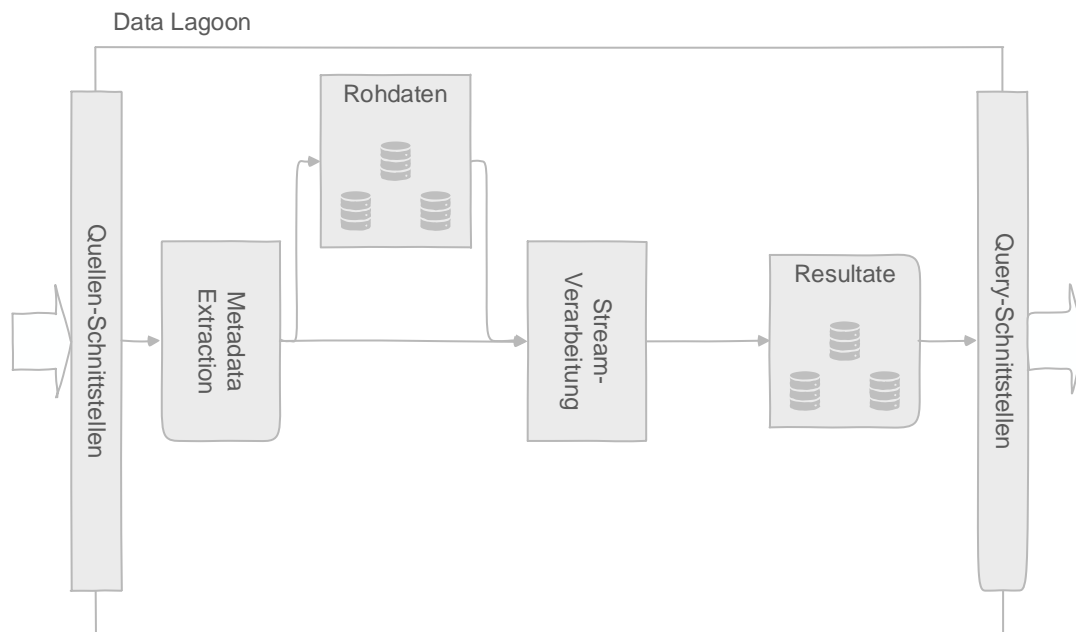 Data Lagoon
Rohdaten
Quellen-Schnittstellen
Metadata
Extraction
Stream-
Verarbeitung
Resultate
Query-Schnittstellen